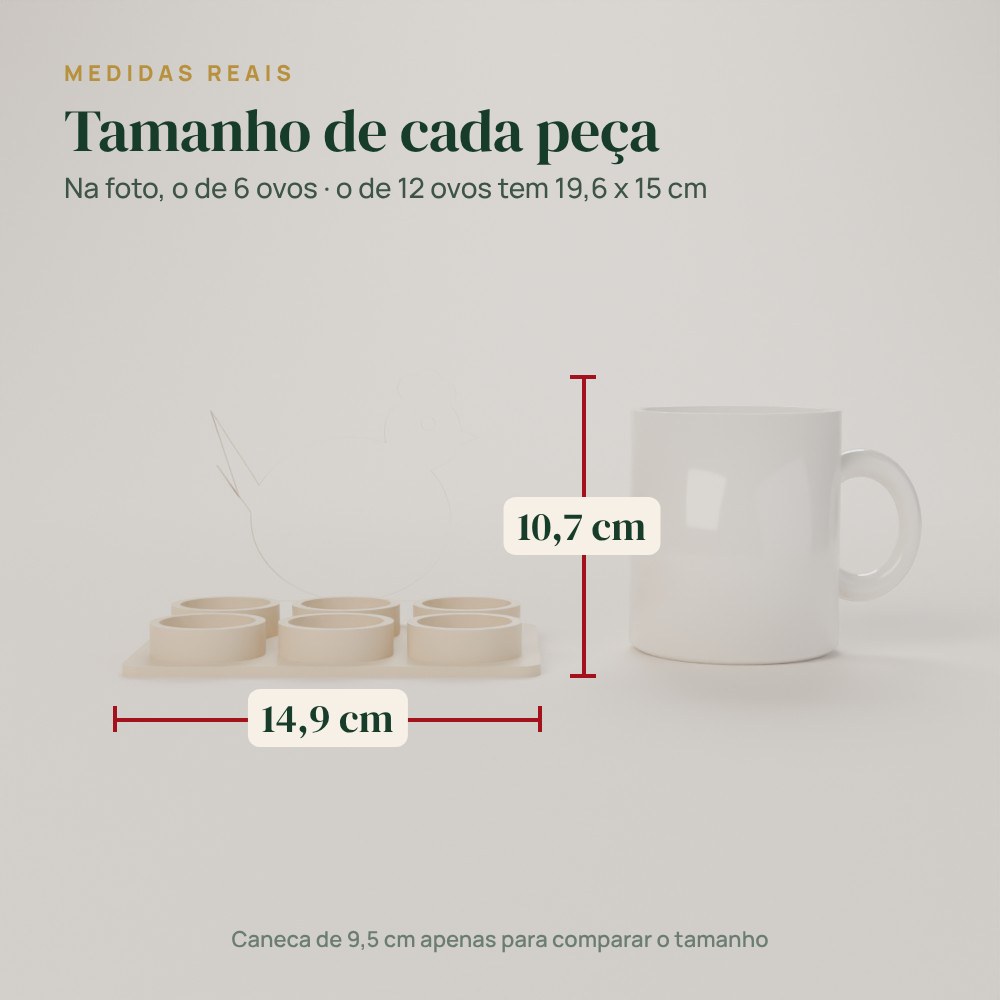 MEDIDAS REAIS
Tamanho de cada peça
Na foto, o de 6 ovos · o de 12 ovos tem 19,6 x 15 cm
10,7 cm
14,9 cm
Caneca de 9,5 cm apenas para comparar o tamanho